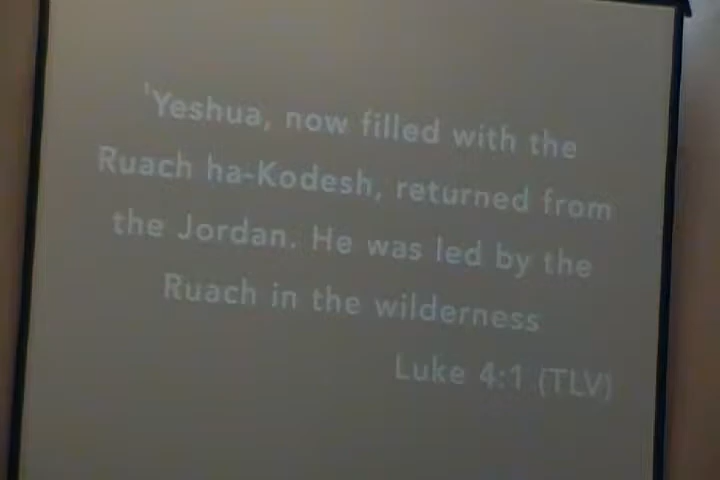 'Yeshua, now filled with the
Ruach ha-Kodesh, returned from
the Jordan. He was led by the
Ruach in the wilderness
Luke 4:1 (TLV)